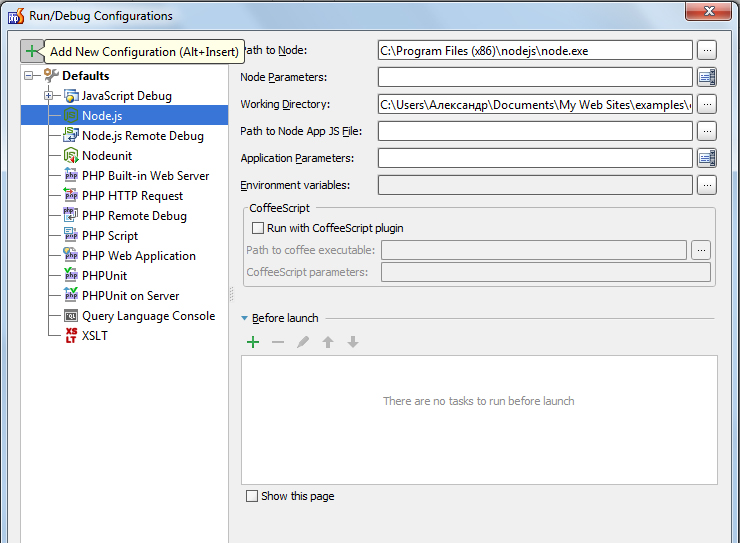 Run/Debug Configurations
Add New Configuration (Alt+Insert)
Path to Node: C:\Program Files (x86)\nodejs\node.exe
Defaults
Node Parameters:
JavaScript Debug
Working Directory: C:\Users\Александр\Documents\My Web Sites\examples\
Node.js
Path to Node App JS File:
Node.js Remote Debug
Nodeunit
Application Parameters:
PHP Built-in Web Server
Environment variables:
PHP HTTP Request
CoffeeScript
PHP Remote Debug
Run with CoffeeScript plugin
PHP Script
Path to coffee executable:
PHP Web Application
CoffeeScript parameters:
PHPUnit
PHPUnit on Server
Query Language Console
Before launch
XSLT
There are no tasks to run before launch
Show this page